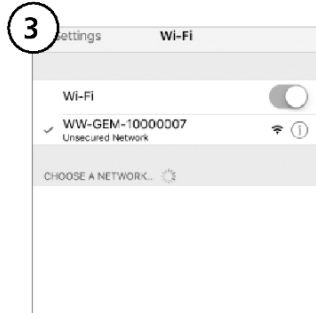 3
Settings Wi-Fi
Wi-Fi
WW-GEM-10000007
Unsecured Network
CHOOSE A NETWORK...